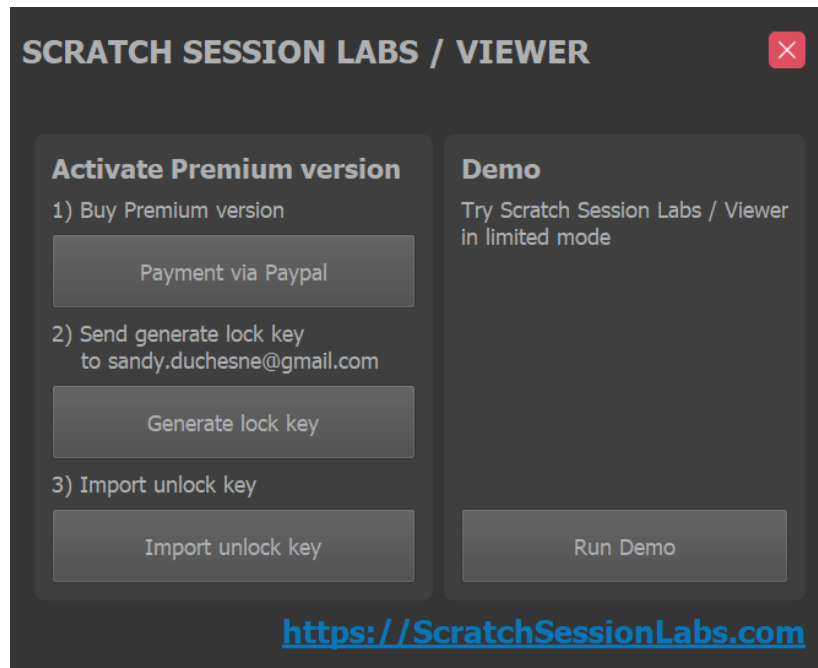 SCRATCH SESSION LABS / VIEWER
Activate Premium version
1) Buy Premium version
Payment via Paypal
2) Send generate lock key
to sandy.duchesne@gmail.com
Generate lock key
3) Import unlock key
Import unlock key
Demo
Try Scratch Session Labs / Viewer
in limited mode
Run Demo
https://ScratchSessionLabs.com